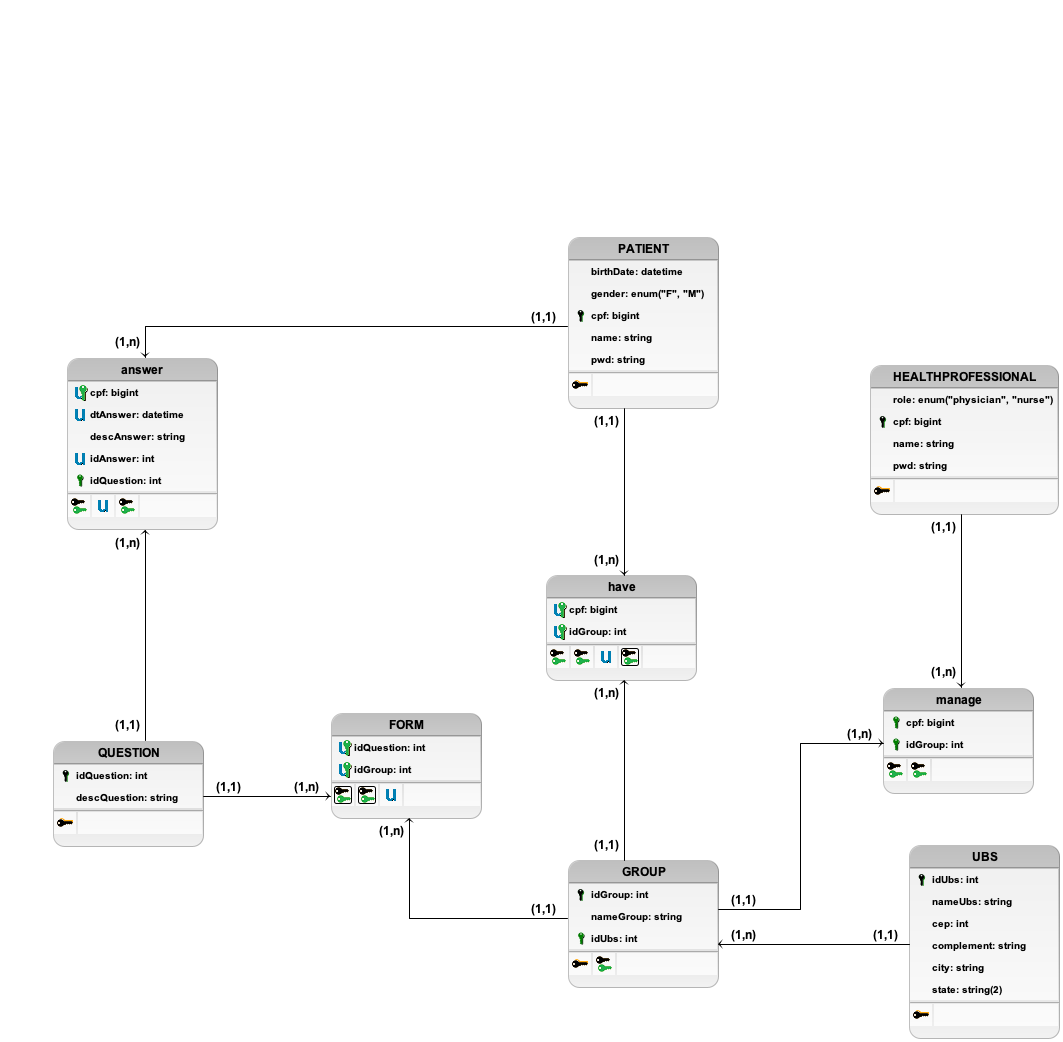 PATIENT
birthDate: datetime
gender: enum("F", "M")
cpf: bigint
name: string
pwd: string
(1,1)
(1,n)
answer
cpf: bigint
dtAnswer: datetime
descAnswer: string
idAnswer: int
idQuestion: int
u
HEALTHPROFESSIONAL
role: enum("physician", "nurse")
cpf: bigint
name: string
pwd: string
(1,1)
(1,1)
(1,n)
(1,n)
have
cpf: bigint
idGroup: int
u
(1,n)
(1,n)
manage
cpf: bigint
idGroup: int
(1,n)
(1,1)
QUESTION
idQuestion: int
descQuestion: string
(1,1)
(1,n)
FORM
idQuestion: int
idGroup: int
u
(1,n)
(1,1)
(1,1)
GROUP
idGroup: int
nameGroup: string
idUbs: int
(1,1)
(1,n)
(1,1)
UBS
idUbs: int
nameUbs: string
cep: int
complement: string
city: string
state: string(2)